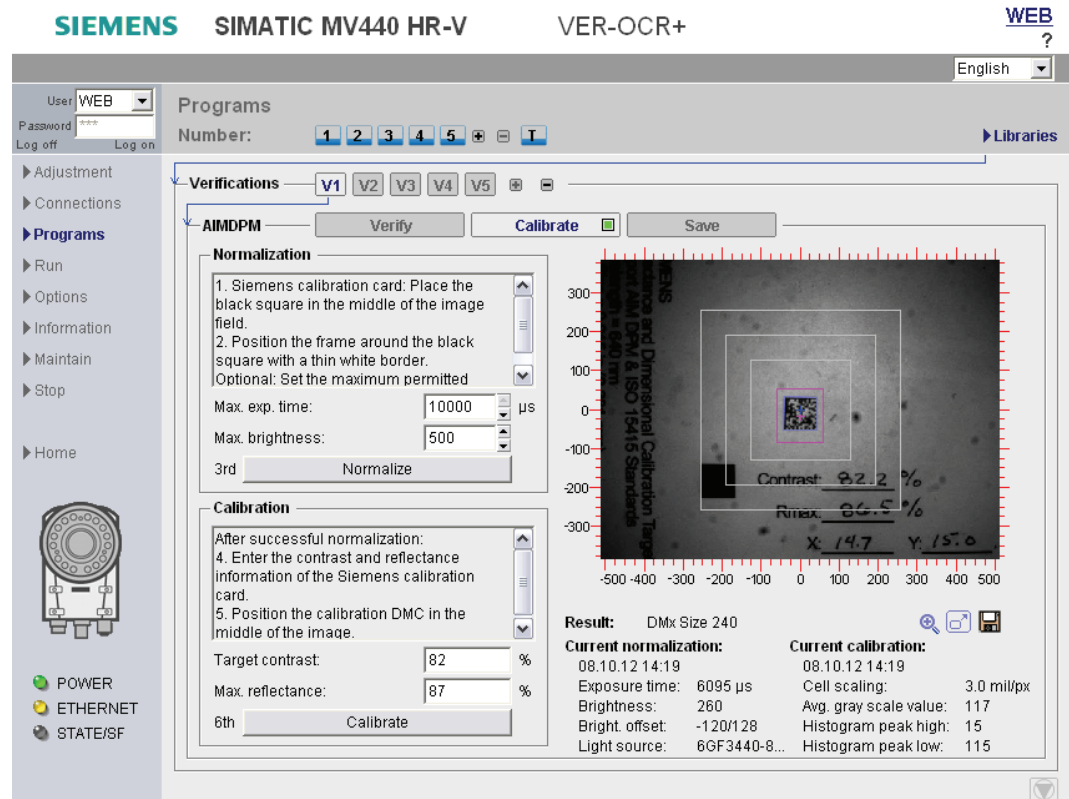 SIEMENS SIMATIC MV440 HR-V VER-OCR+ WEB
?
English
User WEB
Password ***
Log off Log on
Programs
Number: 1 2 3 4 5 T
Libraries
Adjustment
Connections
Programs
Run
Options
Information
Maintain
Stop
Home
POWER
ETHERNET
STATE/SF
Verifications V1 V2 V3 V4 V5
AIMDPM Verify Calibrate Save
Normalization
1. Siemens calibration card: Place the
black square in the middle of the image
field.
2. Position the frame around the black
square with a thin white border.
Optional: Set the maximum permitted
Max. exp. time: 10000 µs
Max. brightness: 500
3rd Normalize
Calibration
After successful normalization:
4. Enter the contrast and reflectance
information of the Siemens calibration
card.
5. Position the calibration DMC in the
middle of the image.
Target contrast: 82 %
Max. reflectance: 87 %
6th Calibrate
300
200
100
0
-100
-200
-300
-500 -400 -300 -200 -100 0 100 200 300 400 500
and Dimensional Calibration
AIM DPM & ISO 15415 Standards
= 640 nm
Contrast: 82.2 %
Rmax: 86.5 %
X: 14.7 Y: 15.0
Result: DMx Size 240
Current normalization:
08.10.12 14:19
Exposure time: 6095 µs
Brightness: 260
Bright. offset: -120/128
Light source: 6GF3440-8...
Current calibration:
08.10.12 14:19
Cell scaling: 3.0 mil/px
Avg. gray scale value: 117
Histogram peak high: 15
Histogram peak low: 115